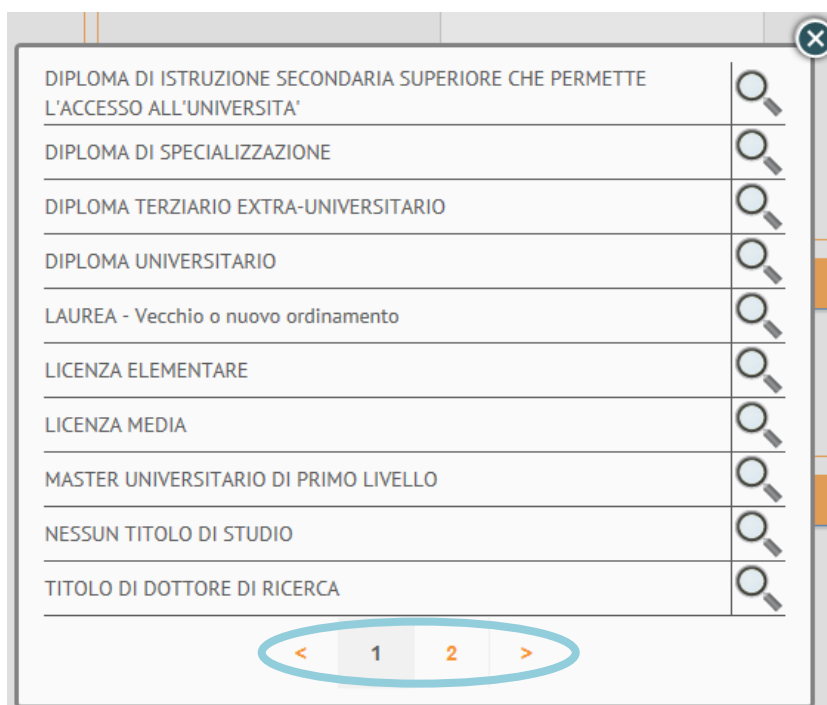 DIPLOMA DI ISTRUZIONE SECONDARIA SUPERIORE CHE PERMETTE
L'ACCESSO ALL'UNIVERSITA'
DIPLOMA DI SPECIALIZZAZIONE
DIPLOMA TERZIARIO EXTRA-UNIVERSITARIO
DIPLOMA UNIVERSITARIO
LAUREA - Vecchio o nuovo ordinamento
LICENZA ELEMENTARE
LICENZA MEDIA
MASTER UNIVERSITARIO DI PRIMO LIVELLO
NESSUN TITOLO DI STUDIO
TITOLO DI DOTTORE DI RICERCA
< 1 2 >